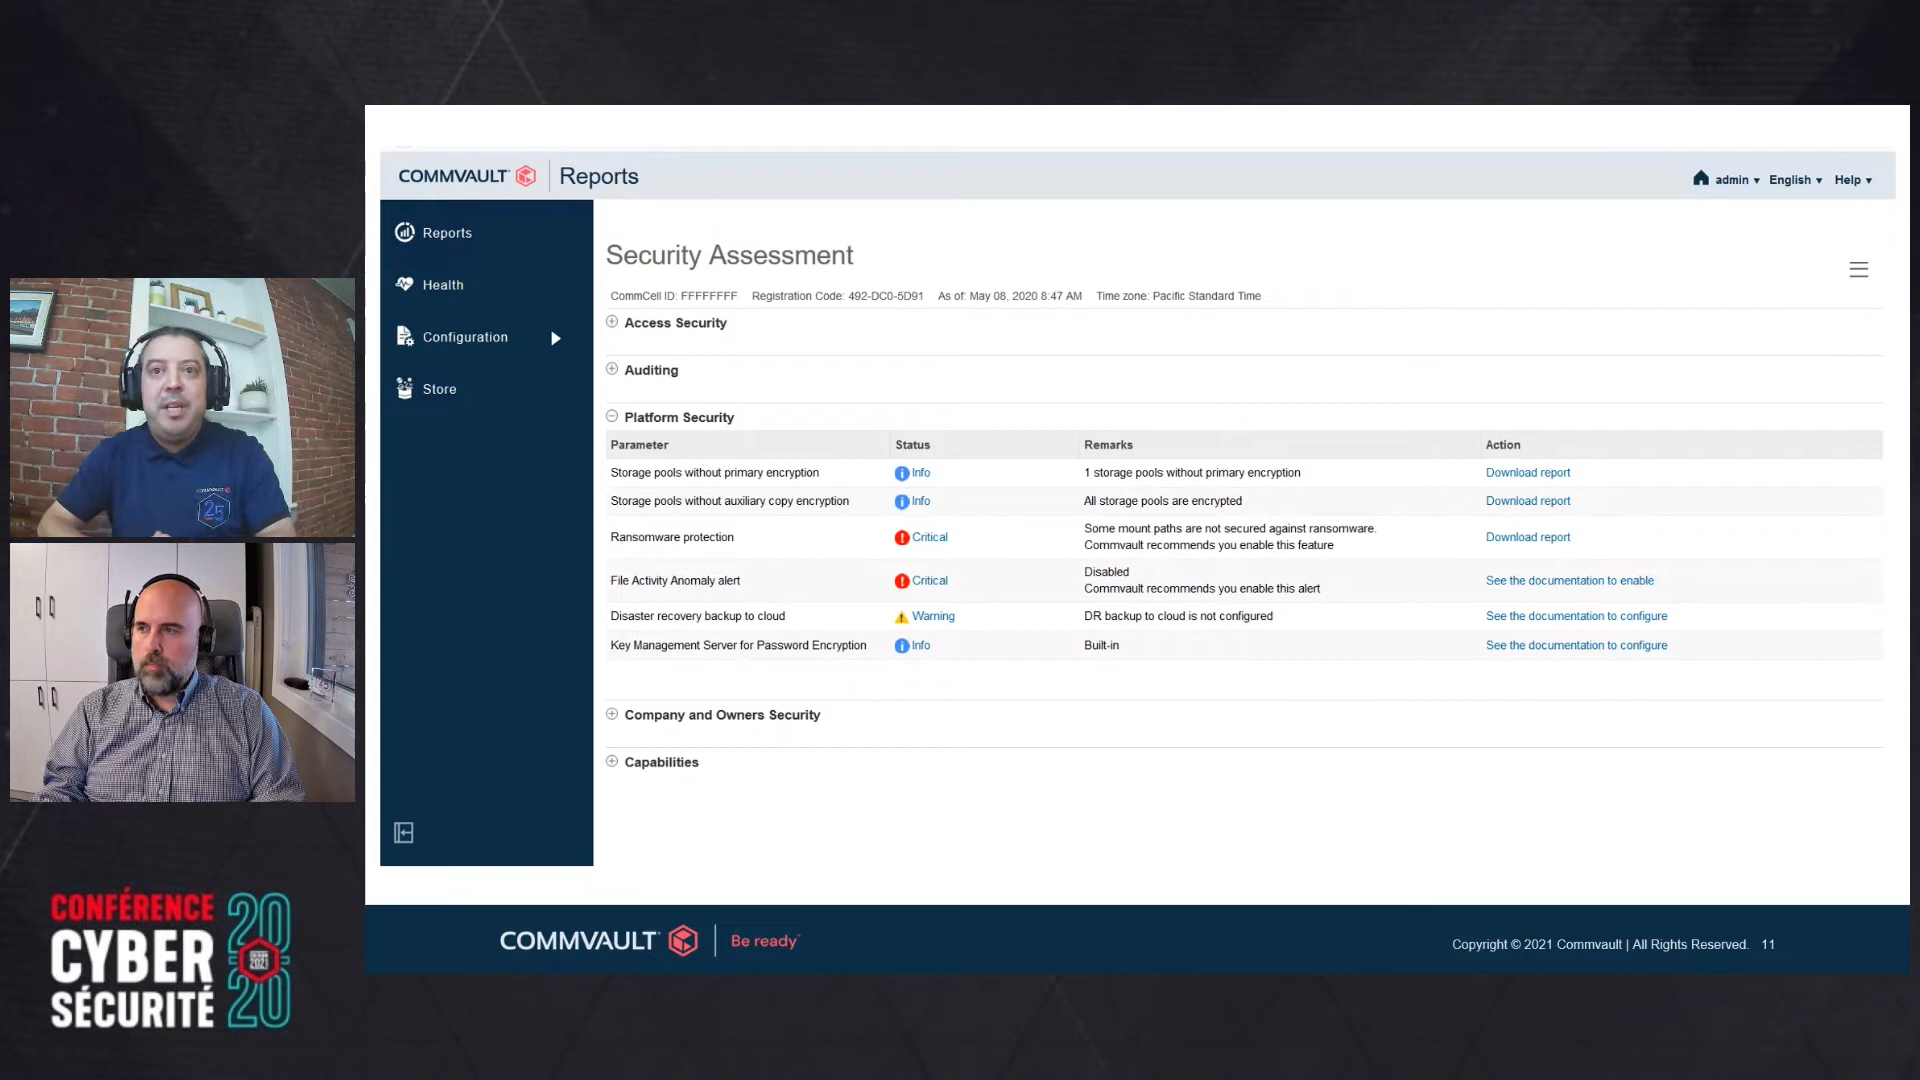 COMMVAULT
Reports
admin
English
Help
Reports
Health
Configuration
Store
Security Assessment
CommCell ID: FFFFFFFF Registration Code: 492-DC0-5D91 As of: May 08, 2020 8:47 AM Time zone: Pacific Standard Time
Access Security
Auditing
Platform Security
Parameter Status Remarks Action
Storage pools without primary encryption Info 1 storage pools without primary encryption Download report
Storage pools without auxiliary copy encryption Info All storage pools are encrypted Download report
Ransomware protection Critical Some mount paths are not secured against ransomware. Download report
Commvault recommends you enable this feature
File Activity Anomaly alert Critical Disabled See the documentation to enable
Commvault recommends you enable this alert
Disaster recovery backup to cloud Warning DR backup to cloud is not configured See the documentation to configure
Key Management Server for Password Encryption Info Built-in See the documentation to configure
Company and Owners Security
Capabilities
COMMVAULT
Be ready
Copyright © 2021 Commvault | All Rights Reserved. 11
COMMVAULT
25
CONFÉRENCE
CYBER
SÉCURITÉ
20
2021
20